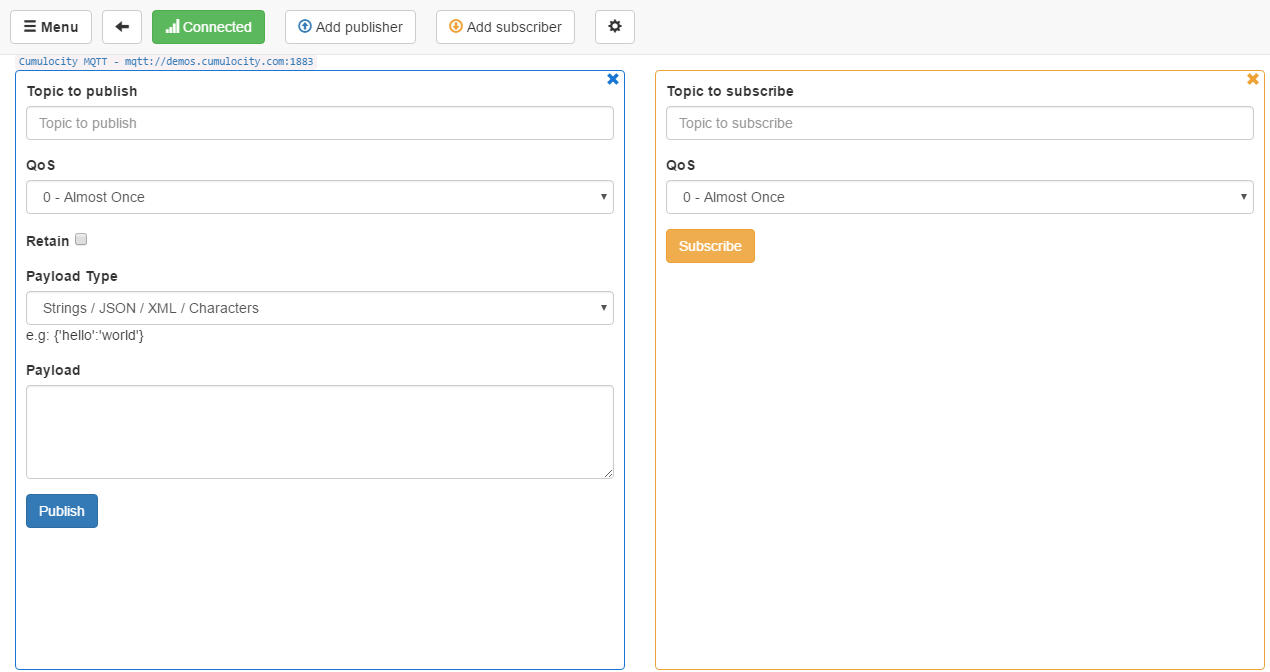 Menu Connected Add publisher Add subscriber
Cumulocity MQTT - mqtt://demos.cumulocity.com:1883
Topic to publish
Topic to publish
QoS
0 - Almost Once
Retain
Payload Type
Strings / JSON / XML / Characters
e.g: {'hello':'world'}
Payload
Publish
Topic to subscribe
Topic to subscribe
QoS
0 - Almost Once
Subscribe